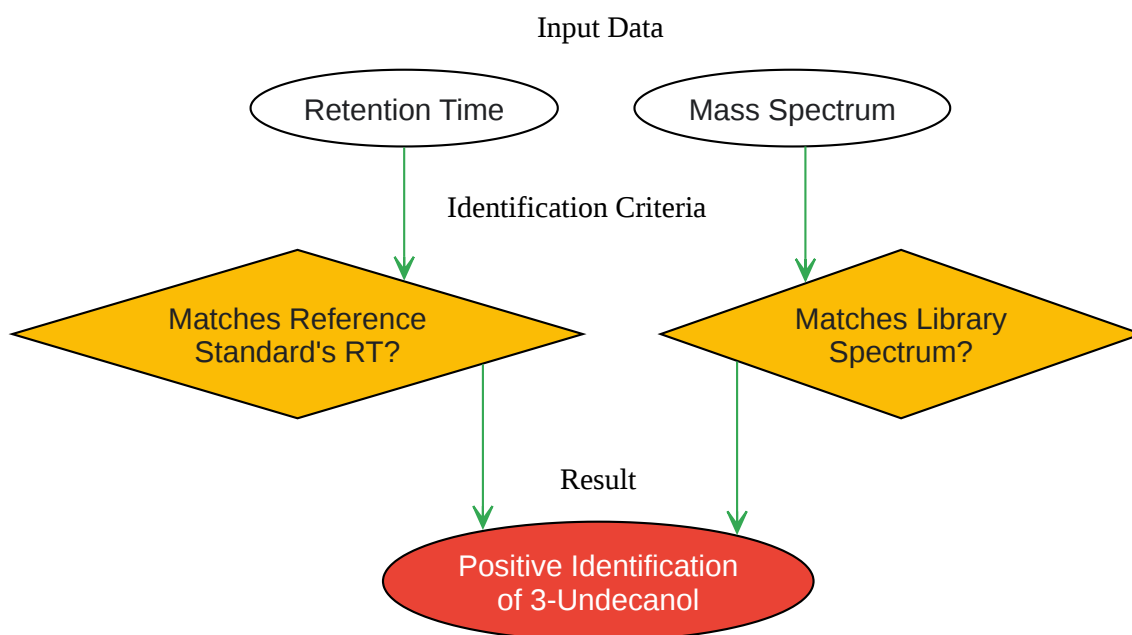 Input Data
Retention Time
Mass Spectrum
Identification Criteria
Matches Reference
Standard's RT?
Matches Library
Spectrum?
Result
Positive Identification
of 3-Undecanol